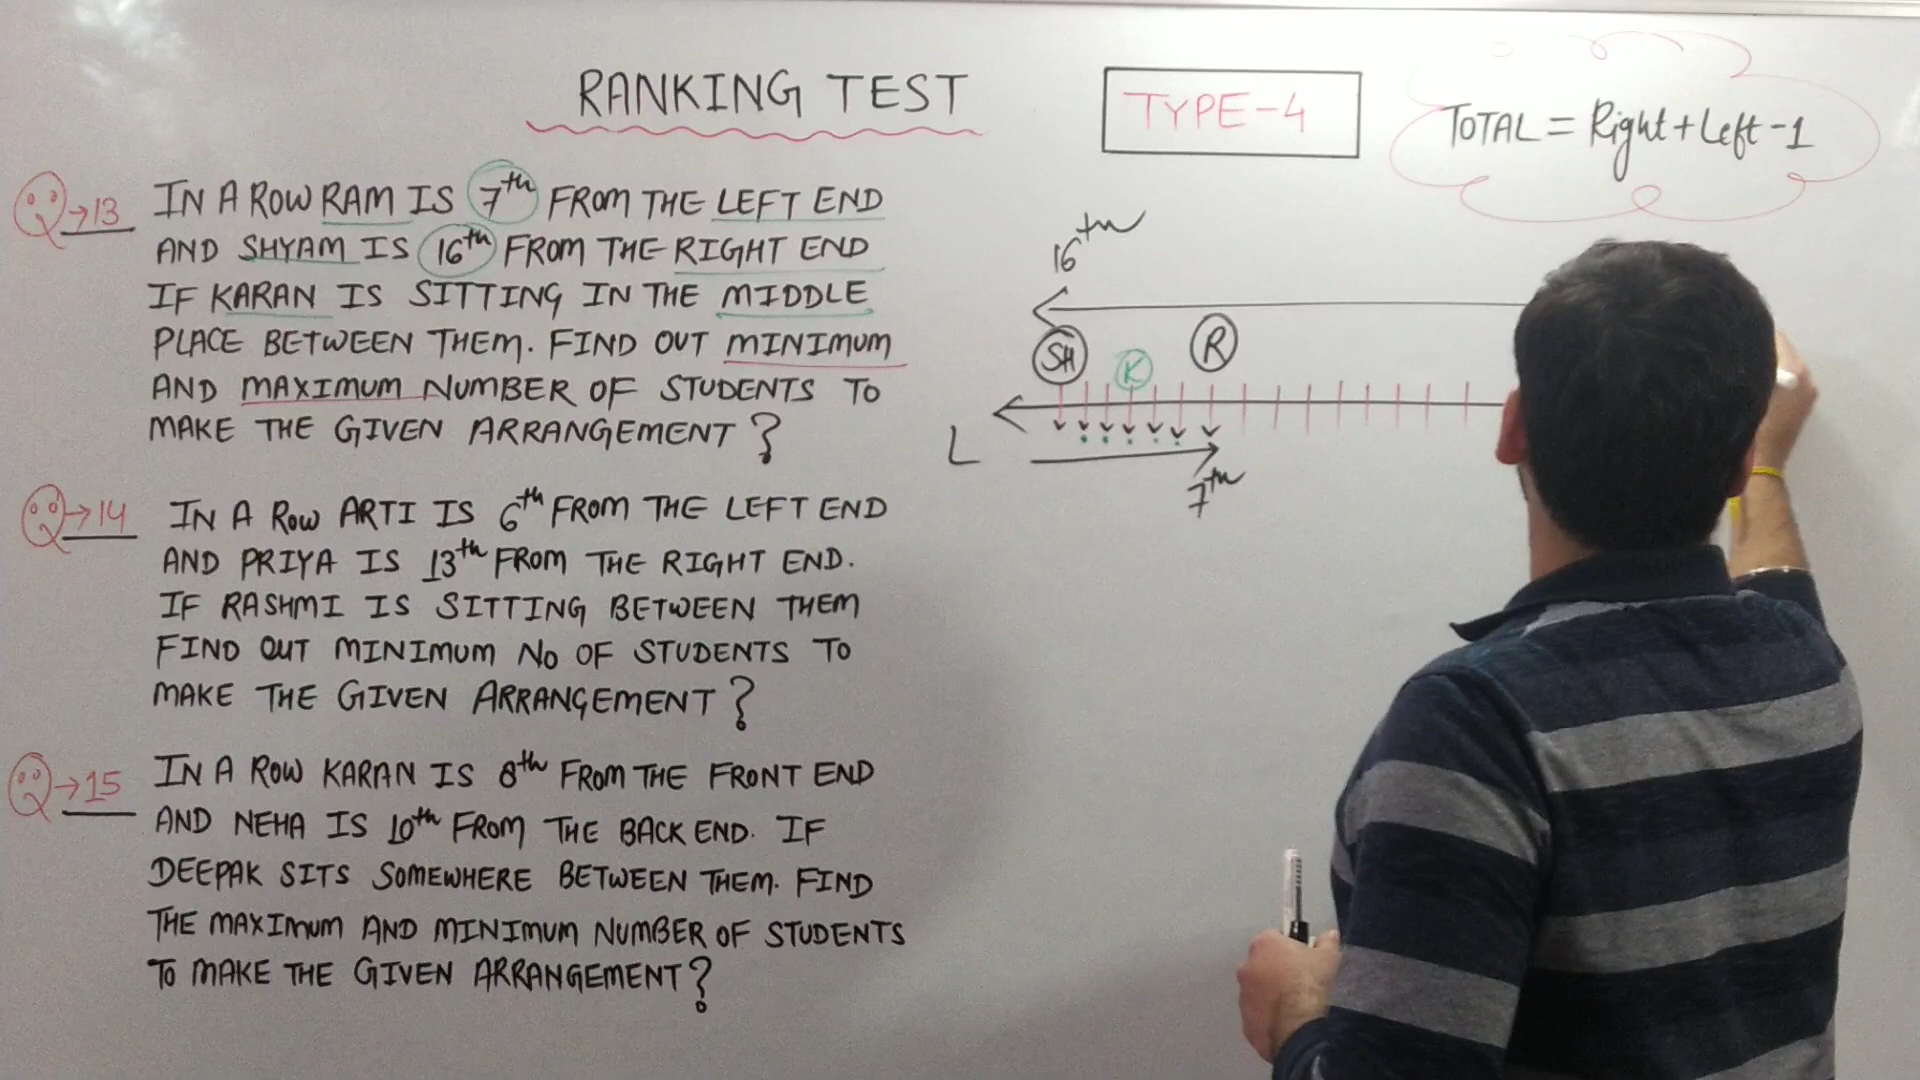 RANKING TEST
TYPE-4
TOTAL = Right + Left - 1
Q→13 IN A ROW RAM IS 7th FROM THE LEFT END
AND SHYAM IS 16th FROM THE RIGHT END
IF KARAN IS SITTING IN THE MIDDLE
PLACE BETWEEN THEM. FIND OUT MINIMUM
AND MAXIMUM NUMBER OF STUDENTS TO
MAKE THE GIVEN ARRANGEMENT?
16th
SH
K
R
L
7th
Q→14 IN A ROW ARTI IS 6th FROM THE LEFT END
AND PRIYA IS 13th FROM THE RIGHT END.
IF RASHMI IS SITTING BETWEEN THEM
FIND OUT MINIMUM NO OF STUDENTS TO
MAKE THE GIVEN ARRANGEMENT?
Q→15 IN A ROW KARAN IS 8th FROM THE FRONT END
AND NEHA IS 10th FROM THE BACK END. IF
DEEPAK SITS SOMEWHERE BETWEEN THEM. FIND
THE MAXIMUM AND MINIMUM NUMBER OF STUDENTS
TO MAKE THE GIVEN ARRANGEMENT?